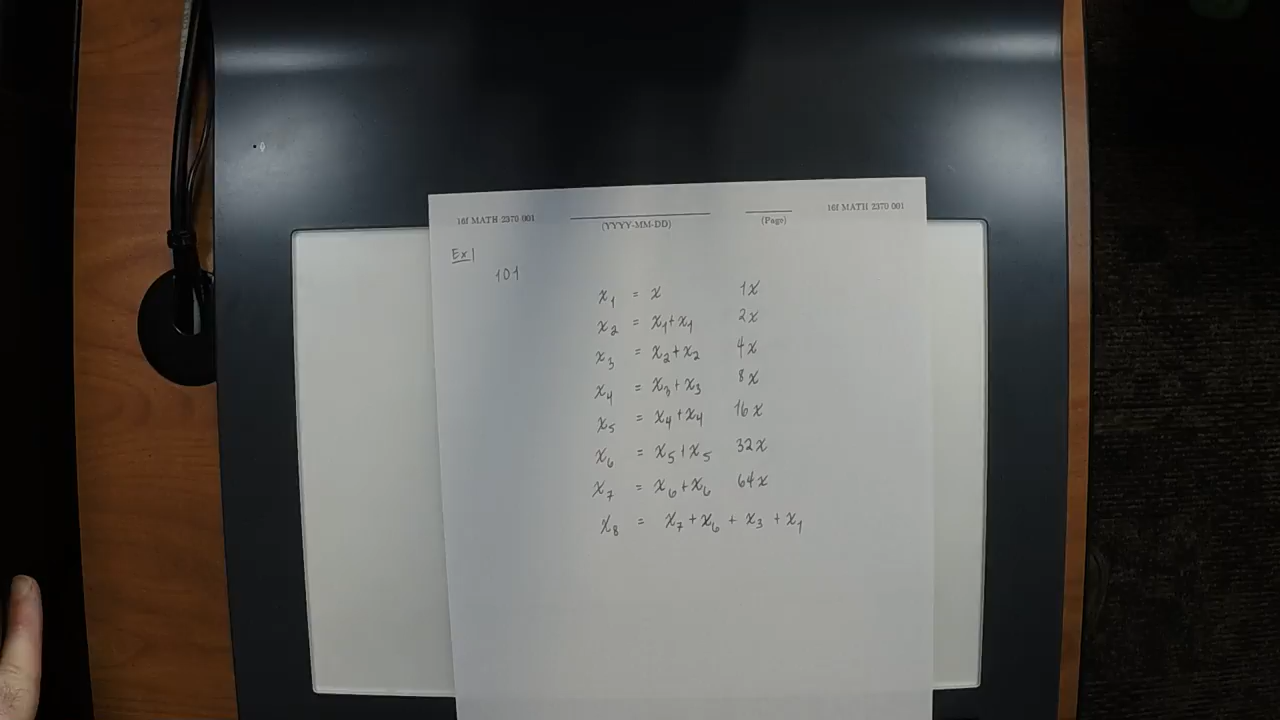 16f MATH 2370 001 (YYYY-MM-DD) (Page) 16f MATH 2370 001
Ex1
101
x₁ = x 1x
x₂ = x₁+x₁ 2x
x₃ = x₂+x₂ 4x
x₄ = x₃+x₃ 8x
x₅ = x₄+x₄ 16x
x₆ = x₅+x₅ 32x
x₇ = x₆+x₆ 64x
x₈ = x₇+x₆ + x₃ + x₁